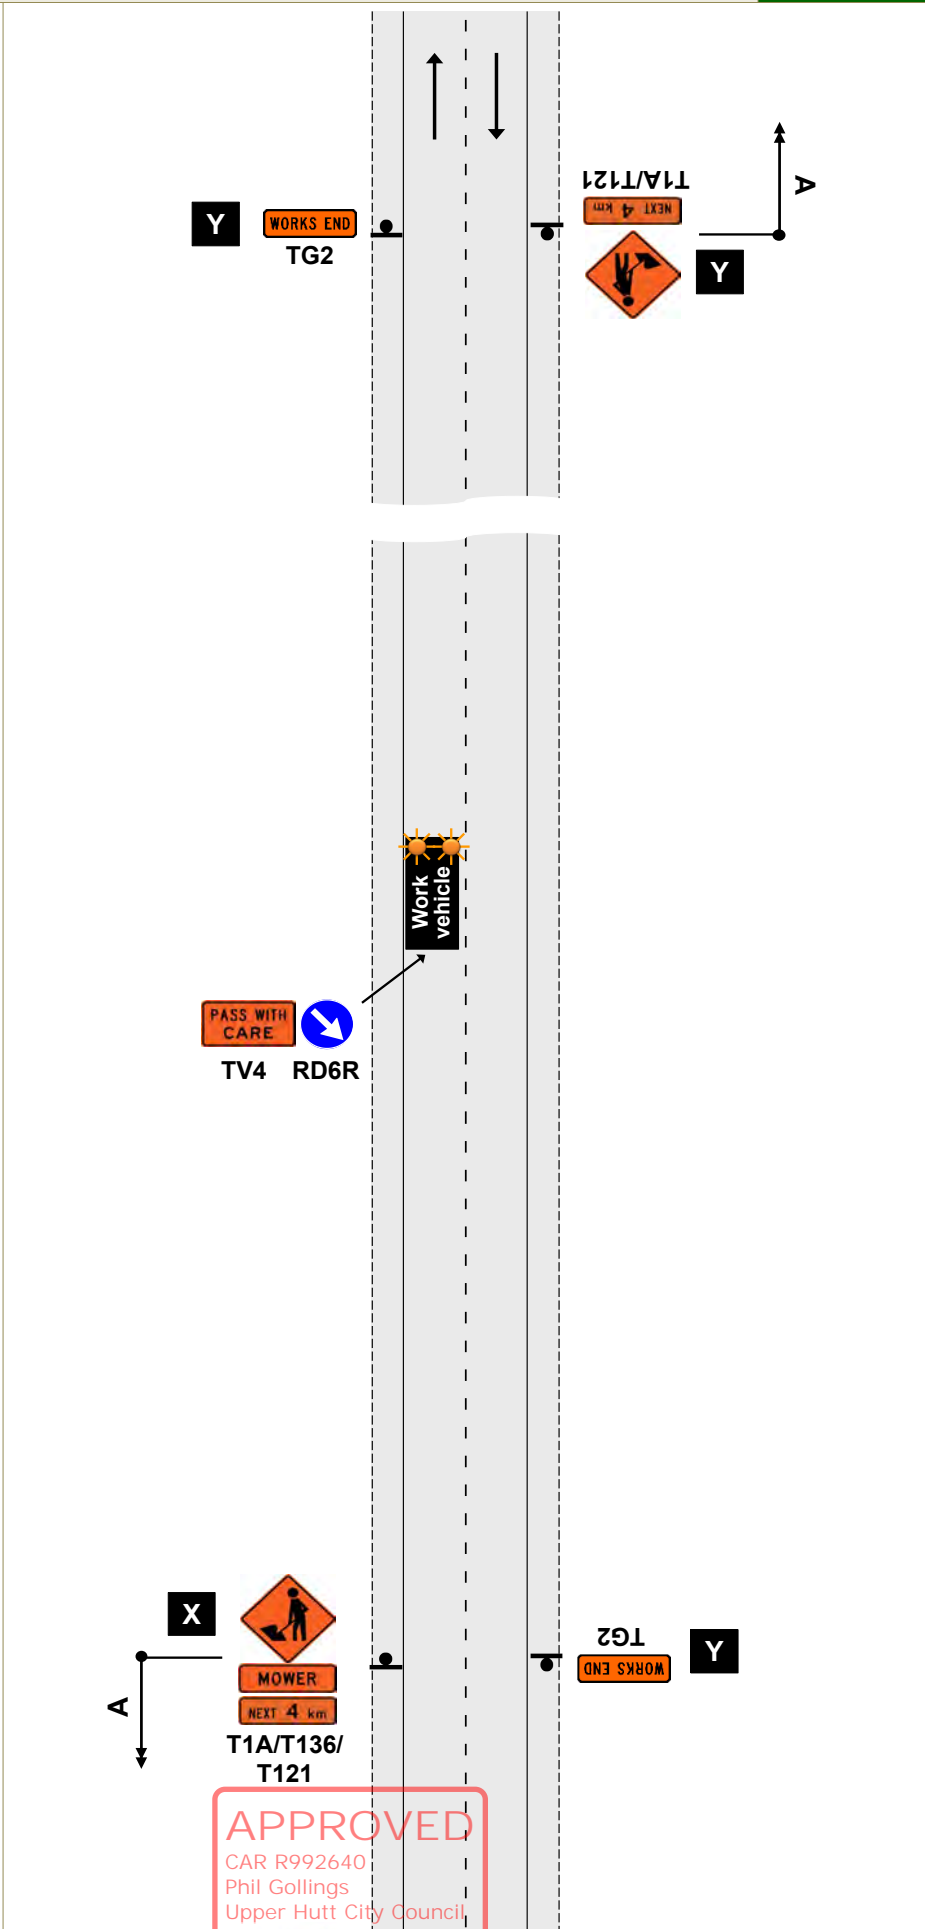 T1A/T121
NEXT 4 km
A
Y
WORKS END
TG2
Y
Work
vehicle
PASS WITH
CARE
TV4 RD6R
X
MOWER
NEXT 4 km
T1A/T136/
T121
A
TG2
WORKS END
Y
APPROVED
CAR R992640
Phil Gollings
Upper Hutt City Council